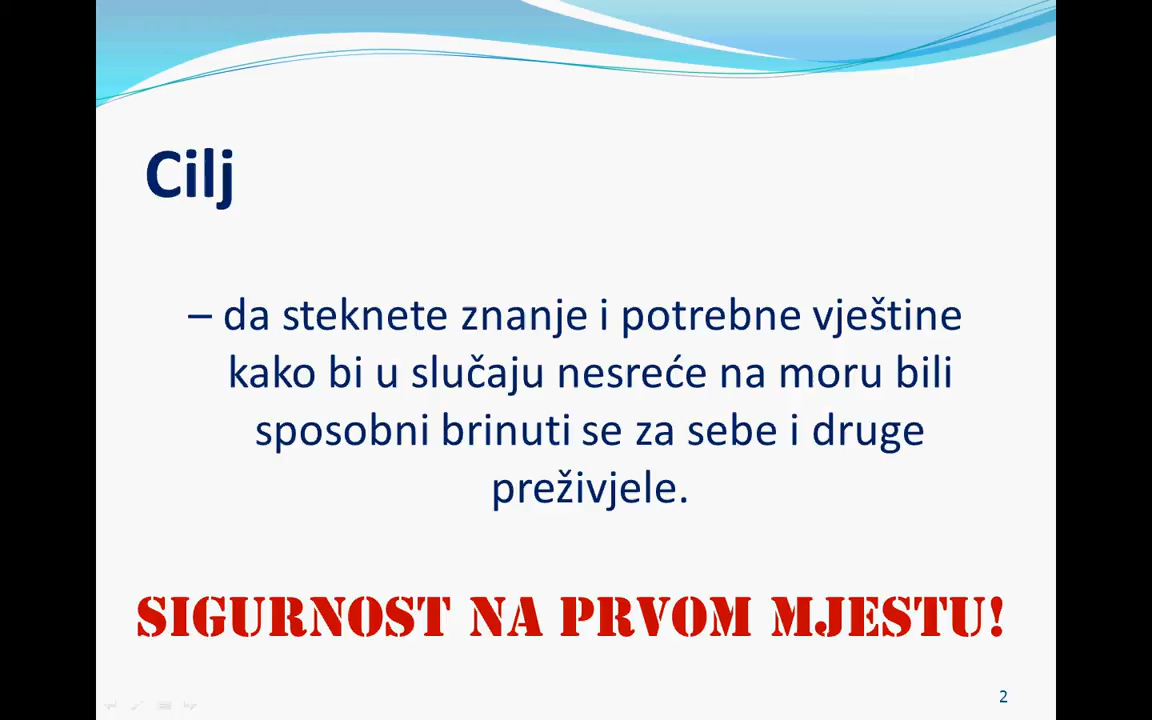 Cilj
– da steknete znanje i potrebne vještine
kako bi u slučaju nesreće na moru bili
sposobni brinuti se za sebe i druge
preživjele.
SIGURNOST NA PRVOM MJESTU!
2